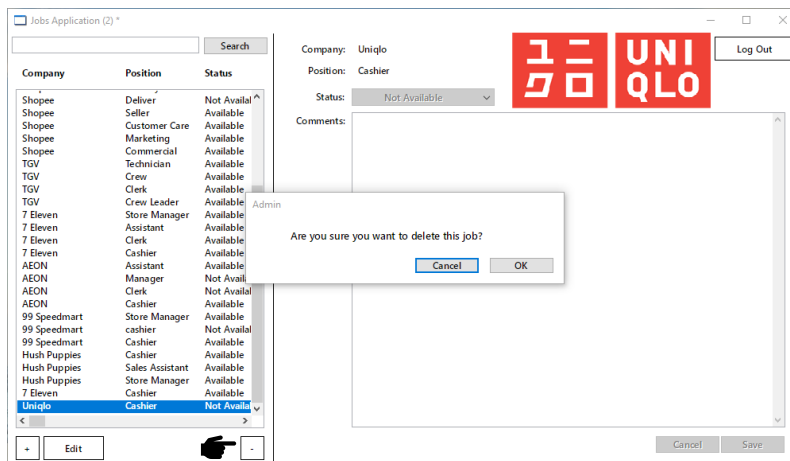 Jobs Application (2) *
Search
Company Position Status
Shopee Deliver Not Availal
Shopee Seller Available
Shopee Customer Care Available
Shopee Marketing Available
Shopee Commercial Available
TGV Technician Available
TGV Crew Available
TGV Clerk Available
TGV Crew Leader Available
7 Eleven Store Manager Available
7 Eleven Assistant Available
7 Eleven Clerk Available
7 Eleven Cashier Available
AEON Assistant Available
AEON Manager Not Avail
AEON Clerk Not Availal
AEON Cashier Available
99 Speedmart Store Manager Available
99 Speedmart cashier Not Availal
99 Speedmart Cashier Available
Hush Puppies Cashier Available
Hush Puppies Sales Assistant Available
Hush Puppies Store Manager Available
7 Eleven Cashier Available
Uniqlo Cashier Not Availal
+ Edit -
Company: Uniqlo
Position: Cashier
Status: Not Available
Comments:
ユニ
クロ
UNI
QLO
Log Out
Admin
Are you sure you want to delete this job?
Cancel OK
Cancel Save